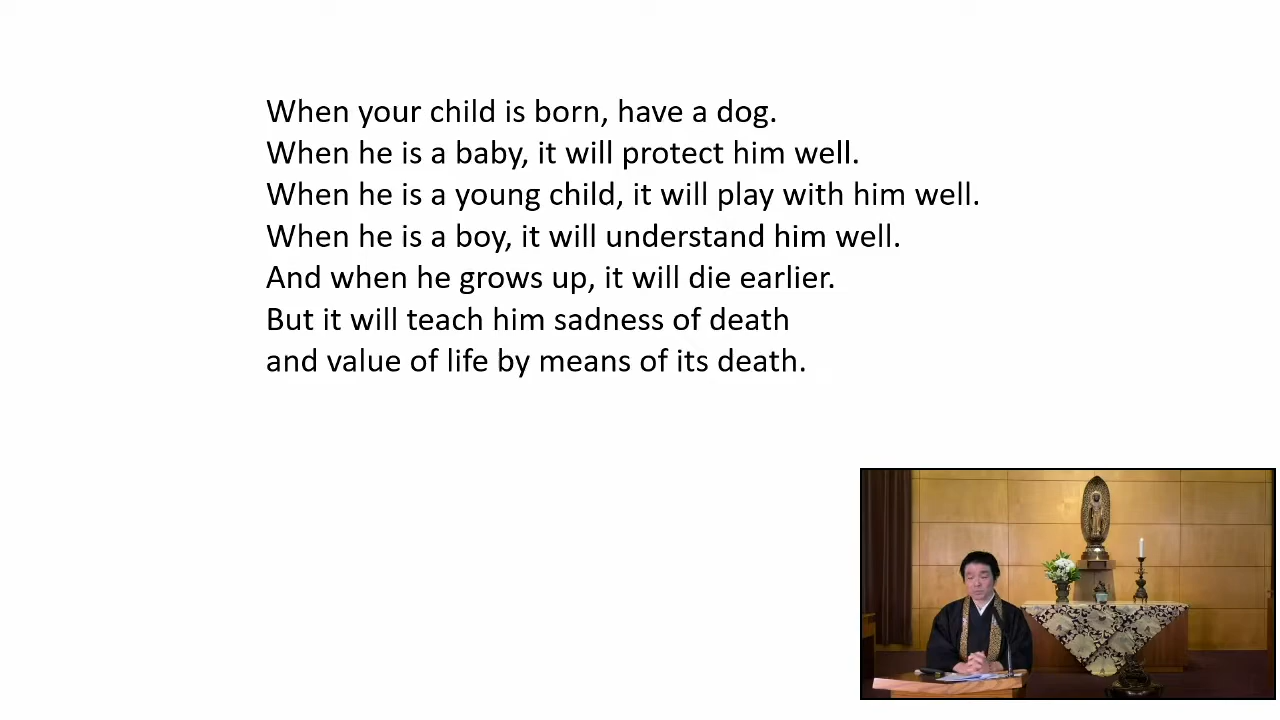 When your child is born, have a dog.
When he is a baby, it will protect him well.
When he is a young child, it will play with him well.
When he is a boy, it will understand him well.
And when he grows up, it will die earlier.
But it will teach him sadness of death
and value of life by means of its death.